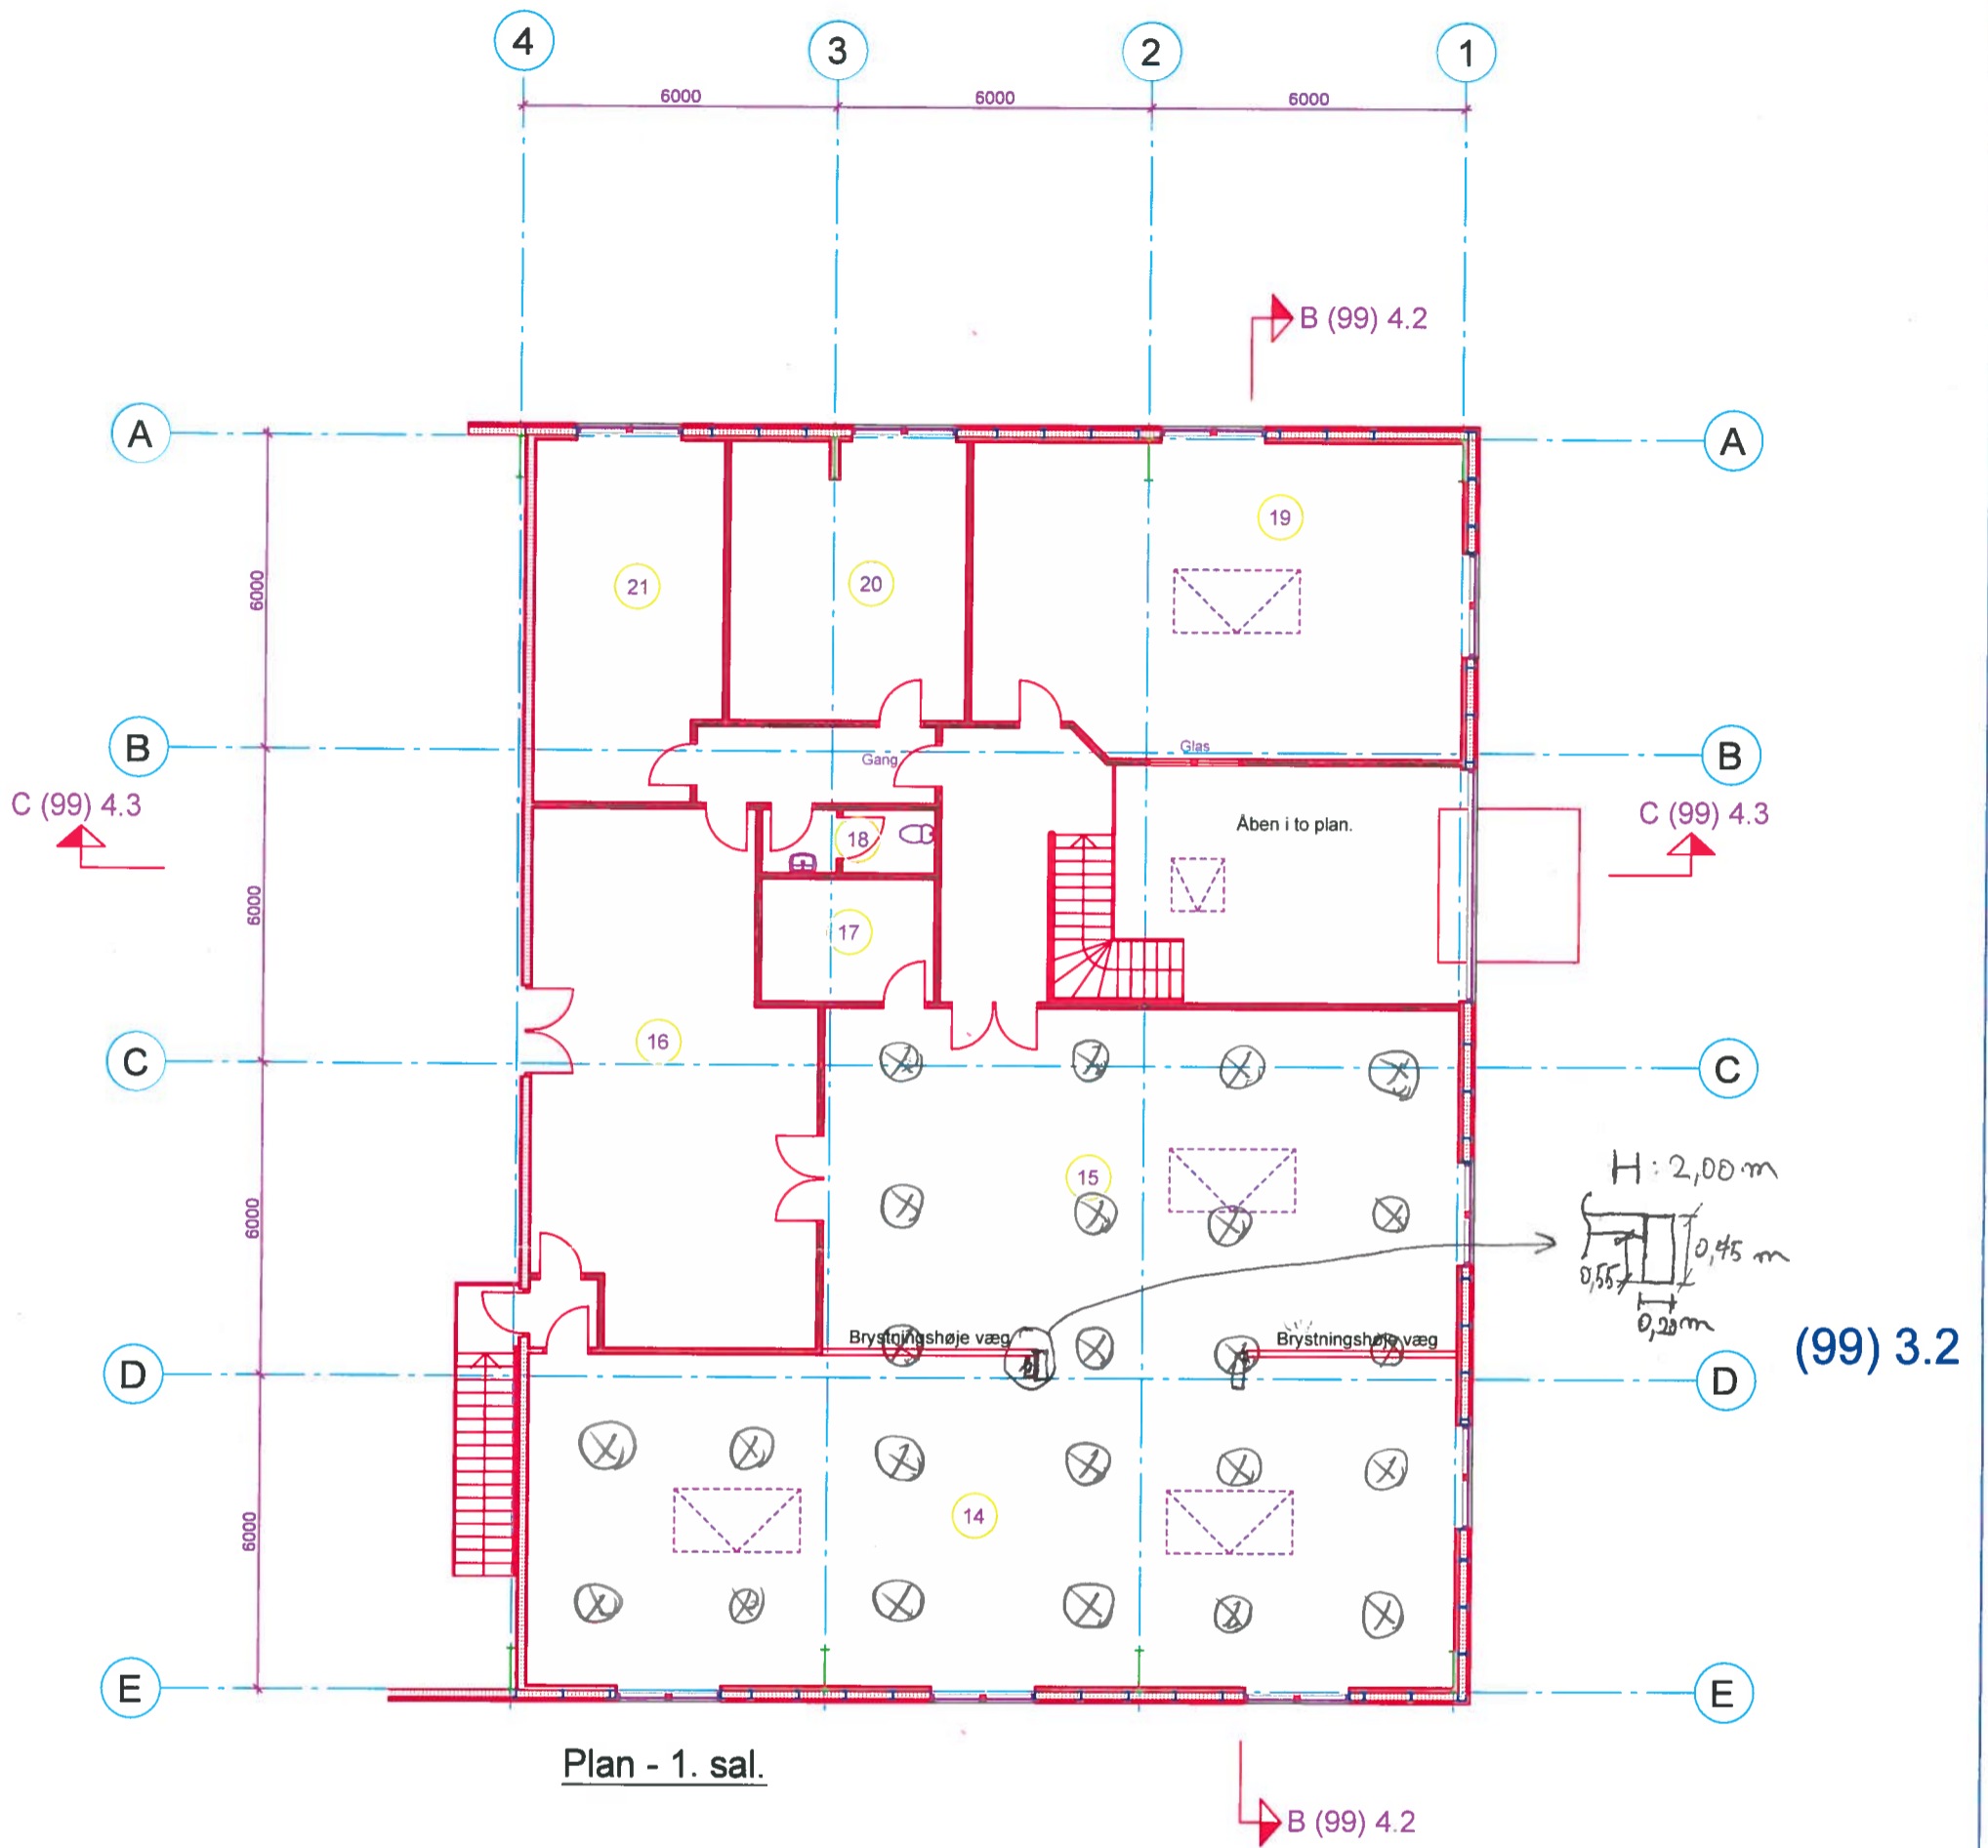 4 3 2 1
6000 6000 6000
B (99) 4.2
A A
19
21 20
6000
B B
Glas
Gang
C (99) 4.3 C (99) 4.3
Åben i to plan.
18
6000
17
16
C C
15
H: 2,00 m
6000
0,45 m
0,55
0,20 m
Brystningshøje væg Brystningshøje væg
(99) 3.2
D D
14
6000
E E
Plan - 1. sal.
B (99) 4.2